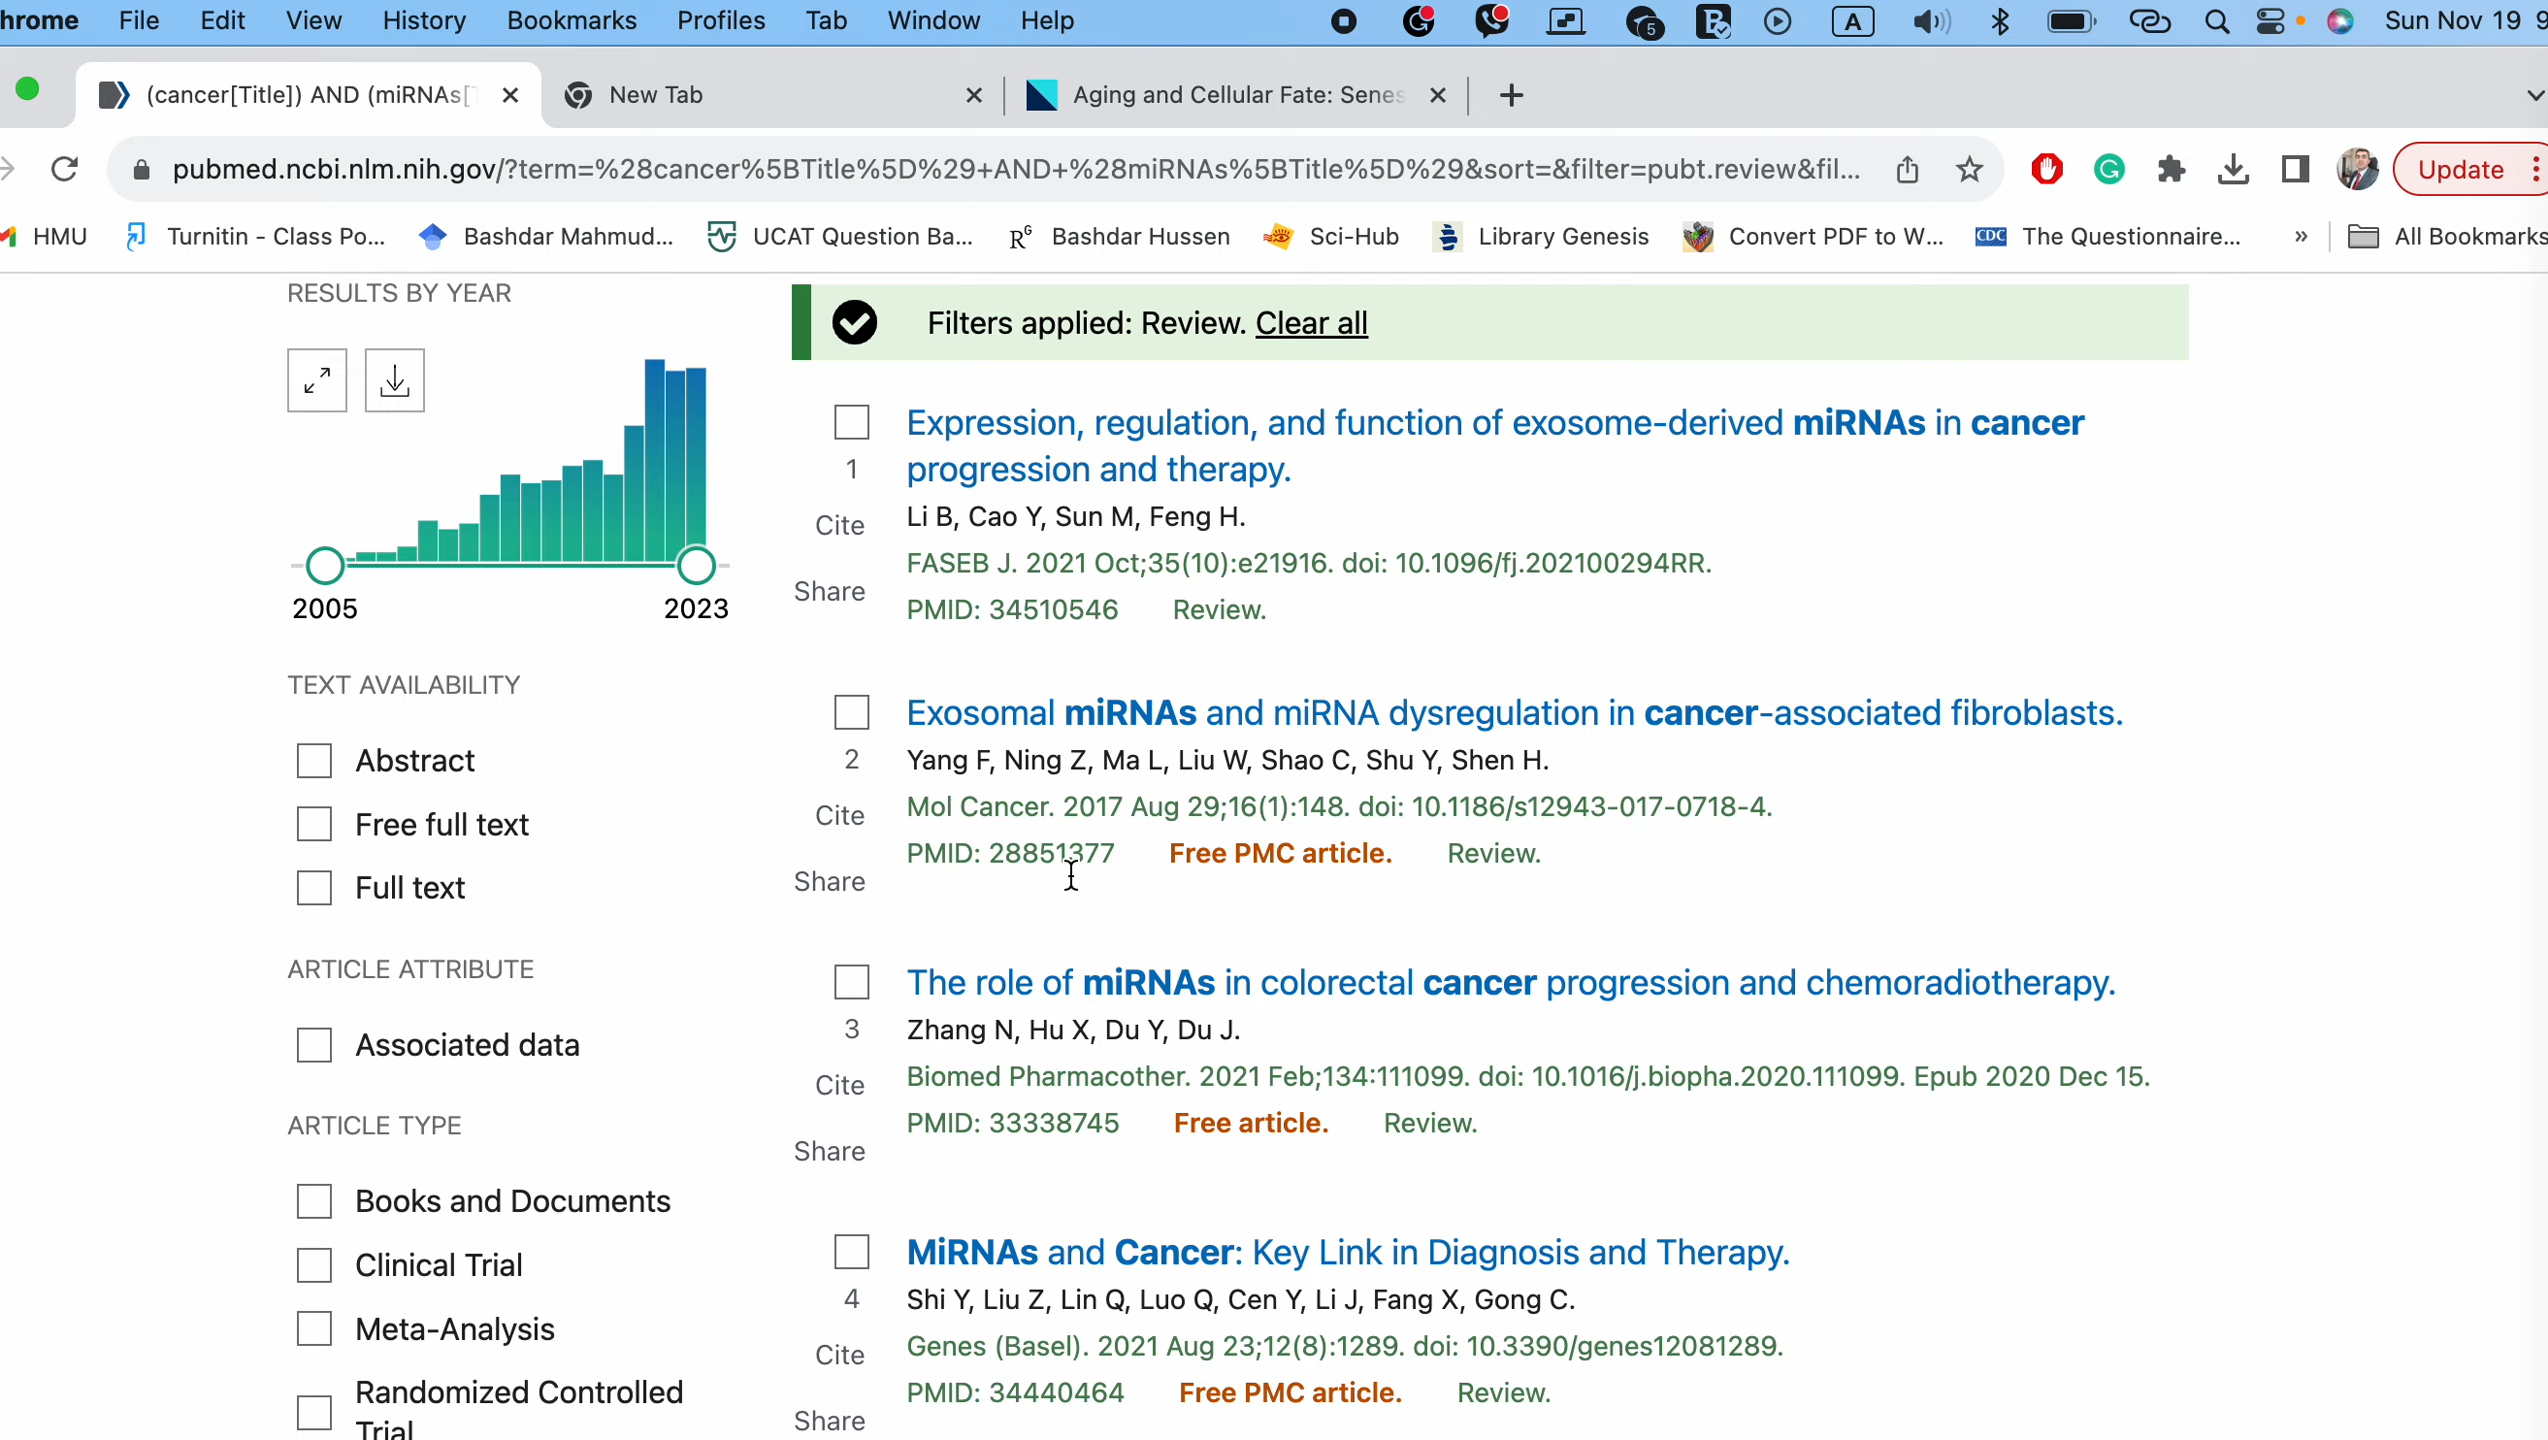 hrome File Edit View History Bookmarks Profiles Tab Window Help 5 A Sun Nov 19 9
(cancer[Title]) AND (miRNAs[T New Tab Aging and Cellular Fate: Senes
pubmed.ncbi.nlm.nih.gov/?term=%28cancer%5BTitle%5D%29+AND+%28miRNAs%5BTitle%5D%29&sort=&filter=pubt.review&fil... Update
HMU Turnitin - Class Po... Bashdar Mahmud... UCAT Question Ba... RG Bashdar Hussen Sci-Hub Library Genesis Convert PDF to W... CDC The Questionnaire... » All Bookmarks
RESULTS BY YEAR
2005 2023
TEXT AVAILABILITY
Abstract
Free full text
Full text
ARTICLE ATTRIBUTE
Associated data
ARTICLE TYPE
Books and Documents
Clinical Trial
Meta-Analysis
Randomized Controlled
Trial
Filters applied: Review. Clear all
Expression, regulation, and function of exosome-derived miRNAs in cancer
1 progression and therapy.
Cite Li B, Cao Y, Sun M, Feng H.
FASEB J. 2021 Oct;35(10):e21916. doi: 10.1096/fj.202100294RR.
Share PMID: 34510546 Review.
Exosomal miRNAs and miRNA dysregulation in cancer-associated fibroblasts.
2 Yang F, Ning Z, Ma L, Liu W, Shao C, Shu Y, Shen H.
Cite Mol Cancer. 2017 Aug 29;16(1):148. doi: 10.1186/s12943-017-0718-4.
PMID: 28851377 Free PMC article. Review.
Share
The role of miRNAs in colorectal cancer progression and chemoradiotherapy.
3 Zhang N, Hu X, Du Y, Du J.
Cite Biomed Pharmacother. 2021 Feb;134:111099. doi: 10.1016/j.biopha.2020.111099. Epub 2020 Dec 15.
PMID: 33338745 Free article. Review.
Share
MiRNAs and Cancer: Key Link in Diagnosis and Therapy.
4 Shi Y, Liu Z, Lin Q, Luo Q, Cen Y, Li J, Fang X, Gong C.
Cite Genes (Basel). 2021 Aug 23;12(8):1289. doi: 10.3390/genes12081289.
PMID: 34440464 Free PMC article. Review.
Share